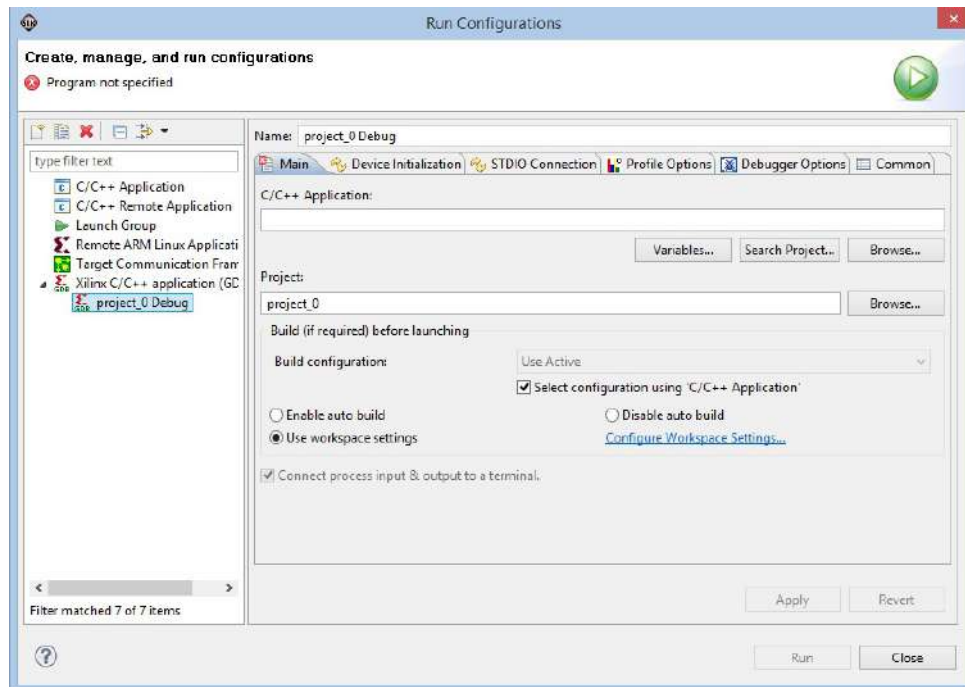 Run Configurations
Create, manage, and run configurations
Program not specified
type filter text
C/C++ Application
C/C++ Remote Application
Launch Group
Remote ARM Linux Applicati
Target Communication Fram
Xilinx C/C++ application (GD
project_0 Debug
Filter matched 7 of 7 items
Name: project_0 Debug
Main Device Initialization STDIO Connection Profile Options Debugger Options Common
C/C++ Application:
Variables... Search Project... Browse...
Project:
project_0 Browse...
Build (if required) before launching
Build configuration: Use Active
Select configuration using 'C/C++ Application'
Enable auto build Disable auto build
Use workspace settings Configure Workspace Settings...
Connect process input & output to a terminal.
Apply Revert
Run Close